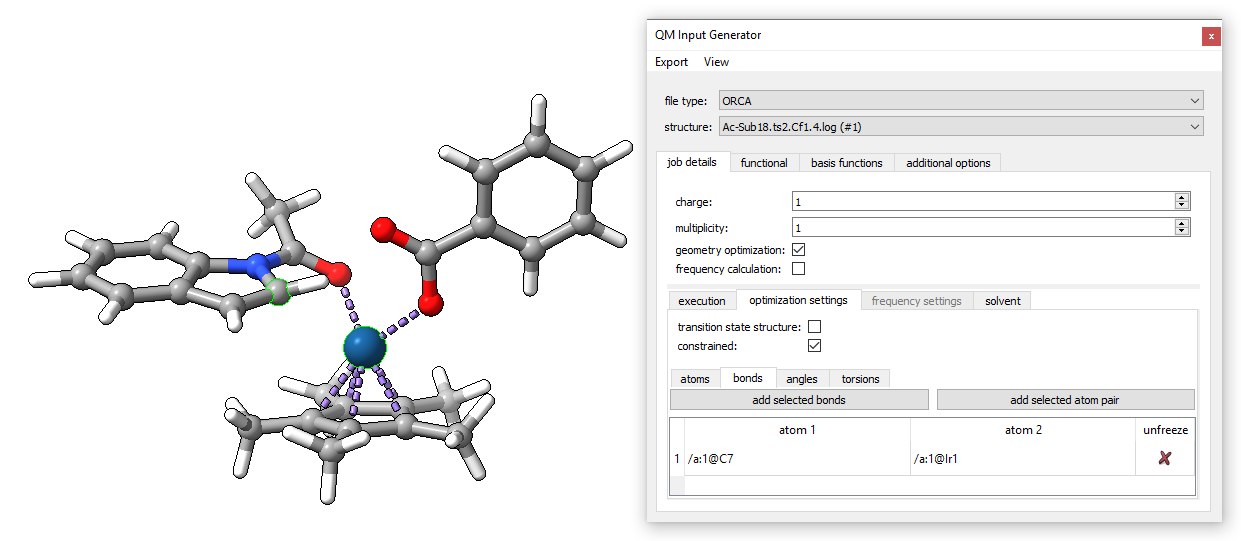 QM Input Generator
x
Export View
file type: ORCA
structure: Ac-Sub18.ts2.Cf1.4.log (#1)
job details functional basis functions additional options
charge: 1
multiplicity: 1
geometry optimization:
frequency calculation:
execution optimization settings frequency settings solvent
transition state structure:
constrained:
atoms bonds angles torsions
add selected bonds add selected atom pair
atom 1 atom 2 unfreeze
1 /a:1@C7 /a:1@Ir1